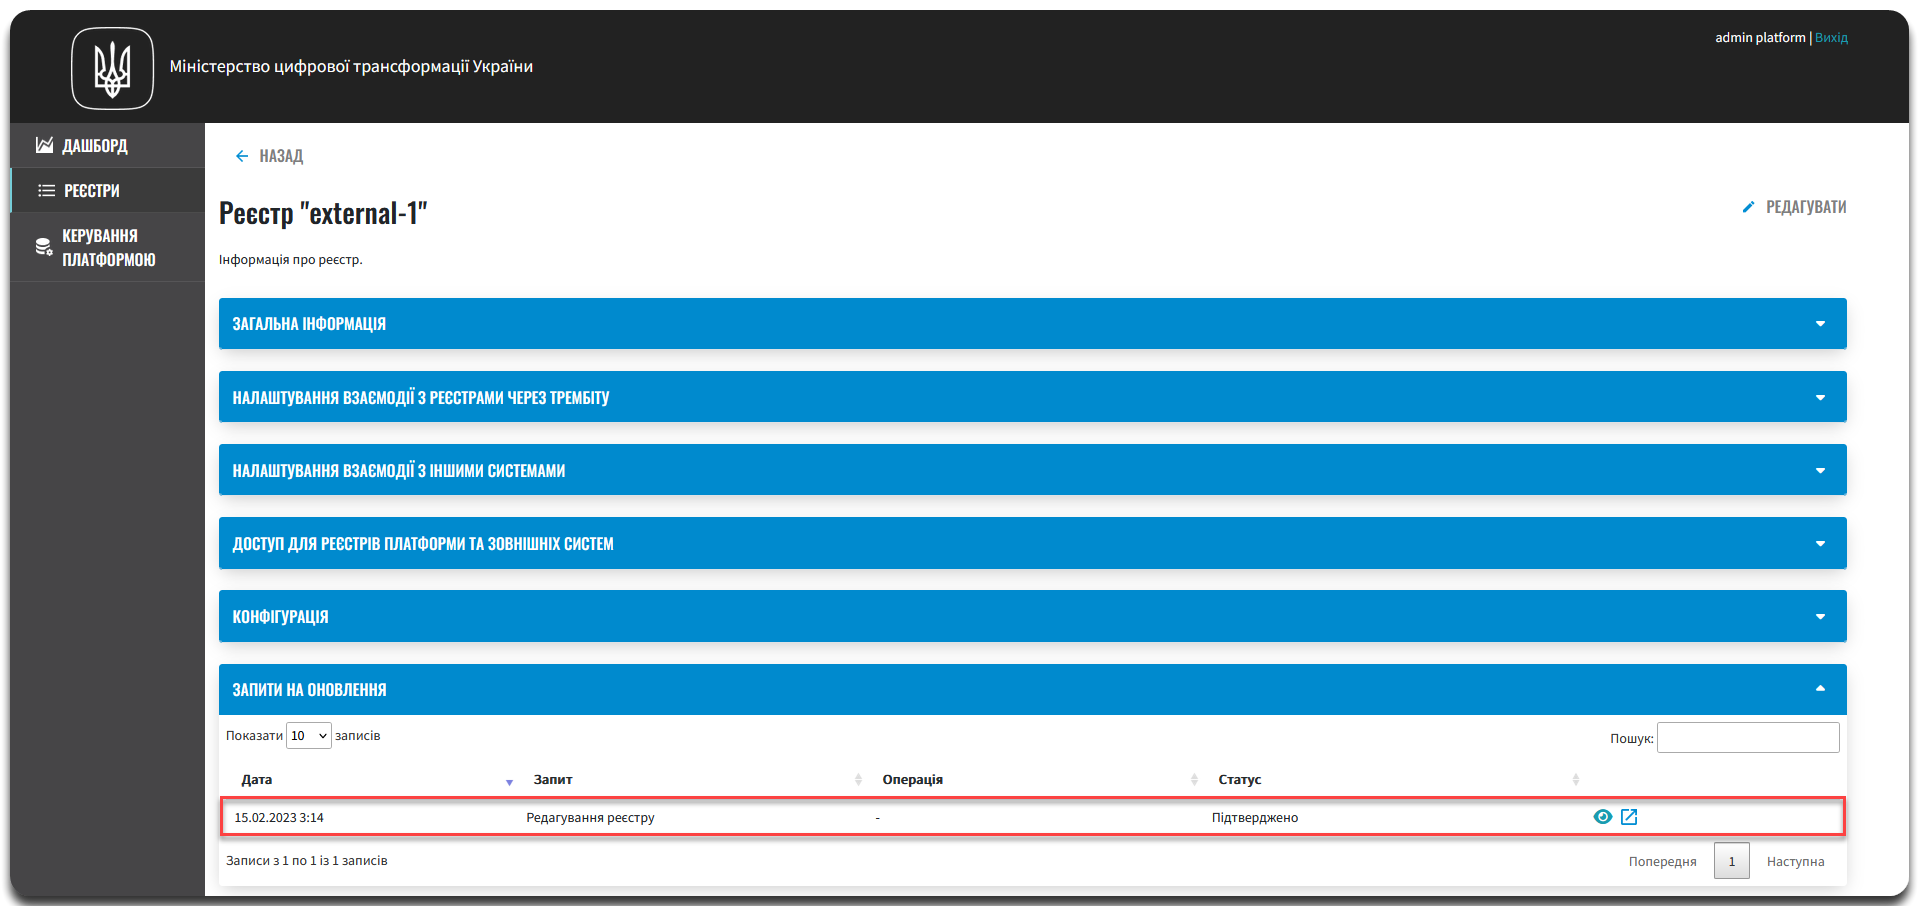 Міністерство цифрової трансформації України
admin platform | Вихід
ДАШБОРД
РЕЄСТРИ
КЕРУВАННЯ
ПЛАТФОРМОЮ
НАЗАД
Реєстр "external-1"
РЕДАГУВАТИ
Інформація про реєстр.
ЗАГАЛЬНА ІНФОРМАЦІЯ
НАЛАШТУВАННЯ ВЗАЄМОДІЇ З РЕЄСТРАМИ ЧЕРЕЗ ТРЕМБІТУ
НАЛАШТУВАННЯ ВЗАЄМОДІЇ З ІНШИМИ СИСТЕМАМИ
ДОСТУП ДЛЯ РЕЄСТРІВ ПЛАТФОРМИ ТА ЗОВНІШНІХ СИСТЕМ
КОНФІГУРАЦІЯ
ЗАПИТИ НА ОНОВЛЕННЯ
Показати 10 записів
Пошук:
Дата Запит Операція Статус
15.02.2023 3:14 Редагування реєстру - Підтверджено
Записи з 1 по 1 із 1 записів
Попередня 1 Наступна